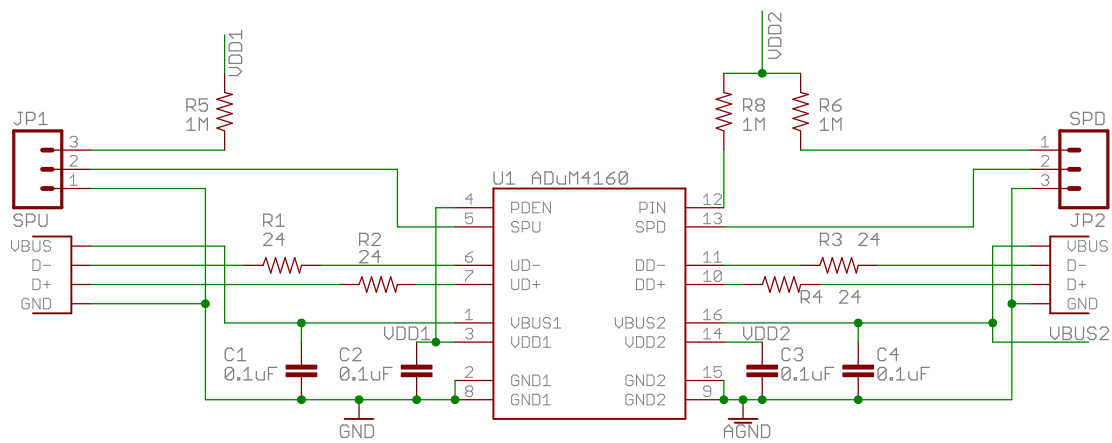 VDD1
R5
1M
JP1
3
2
1
SPU
VBUS
D-
D+
GND
R1
24
R2
24
VDD1
C1
0.1uF
C2
0.1uF
GND
U1 ADuM4160
4 PDEN
5 SPU
6 UD-
7 UD+
1 VBUS1
3 VDD1
2 GND1
8 GND1
PIN 12
SPD 13
DD- 11
DD+ 10
VBUS2 16
VDD2 14
GND2 15
GND2 9
VDD2
R8
1M
R6
1M
SPD
1
2
3
JP2
VBUS
D-
D+
GND
R3 24
R4 24
VDD2
VBUS2
C3
0.1uF
C4
0.1uF
AGND